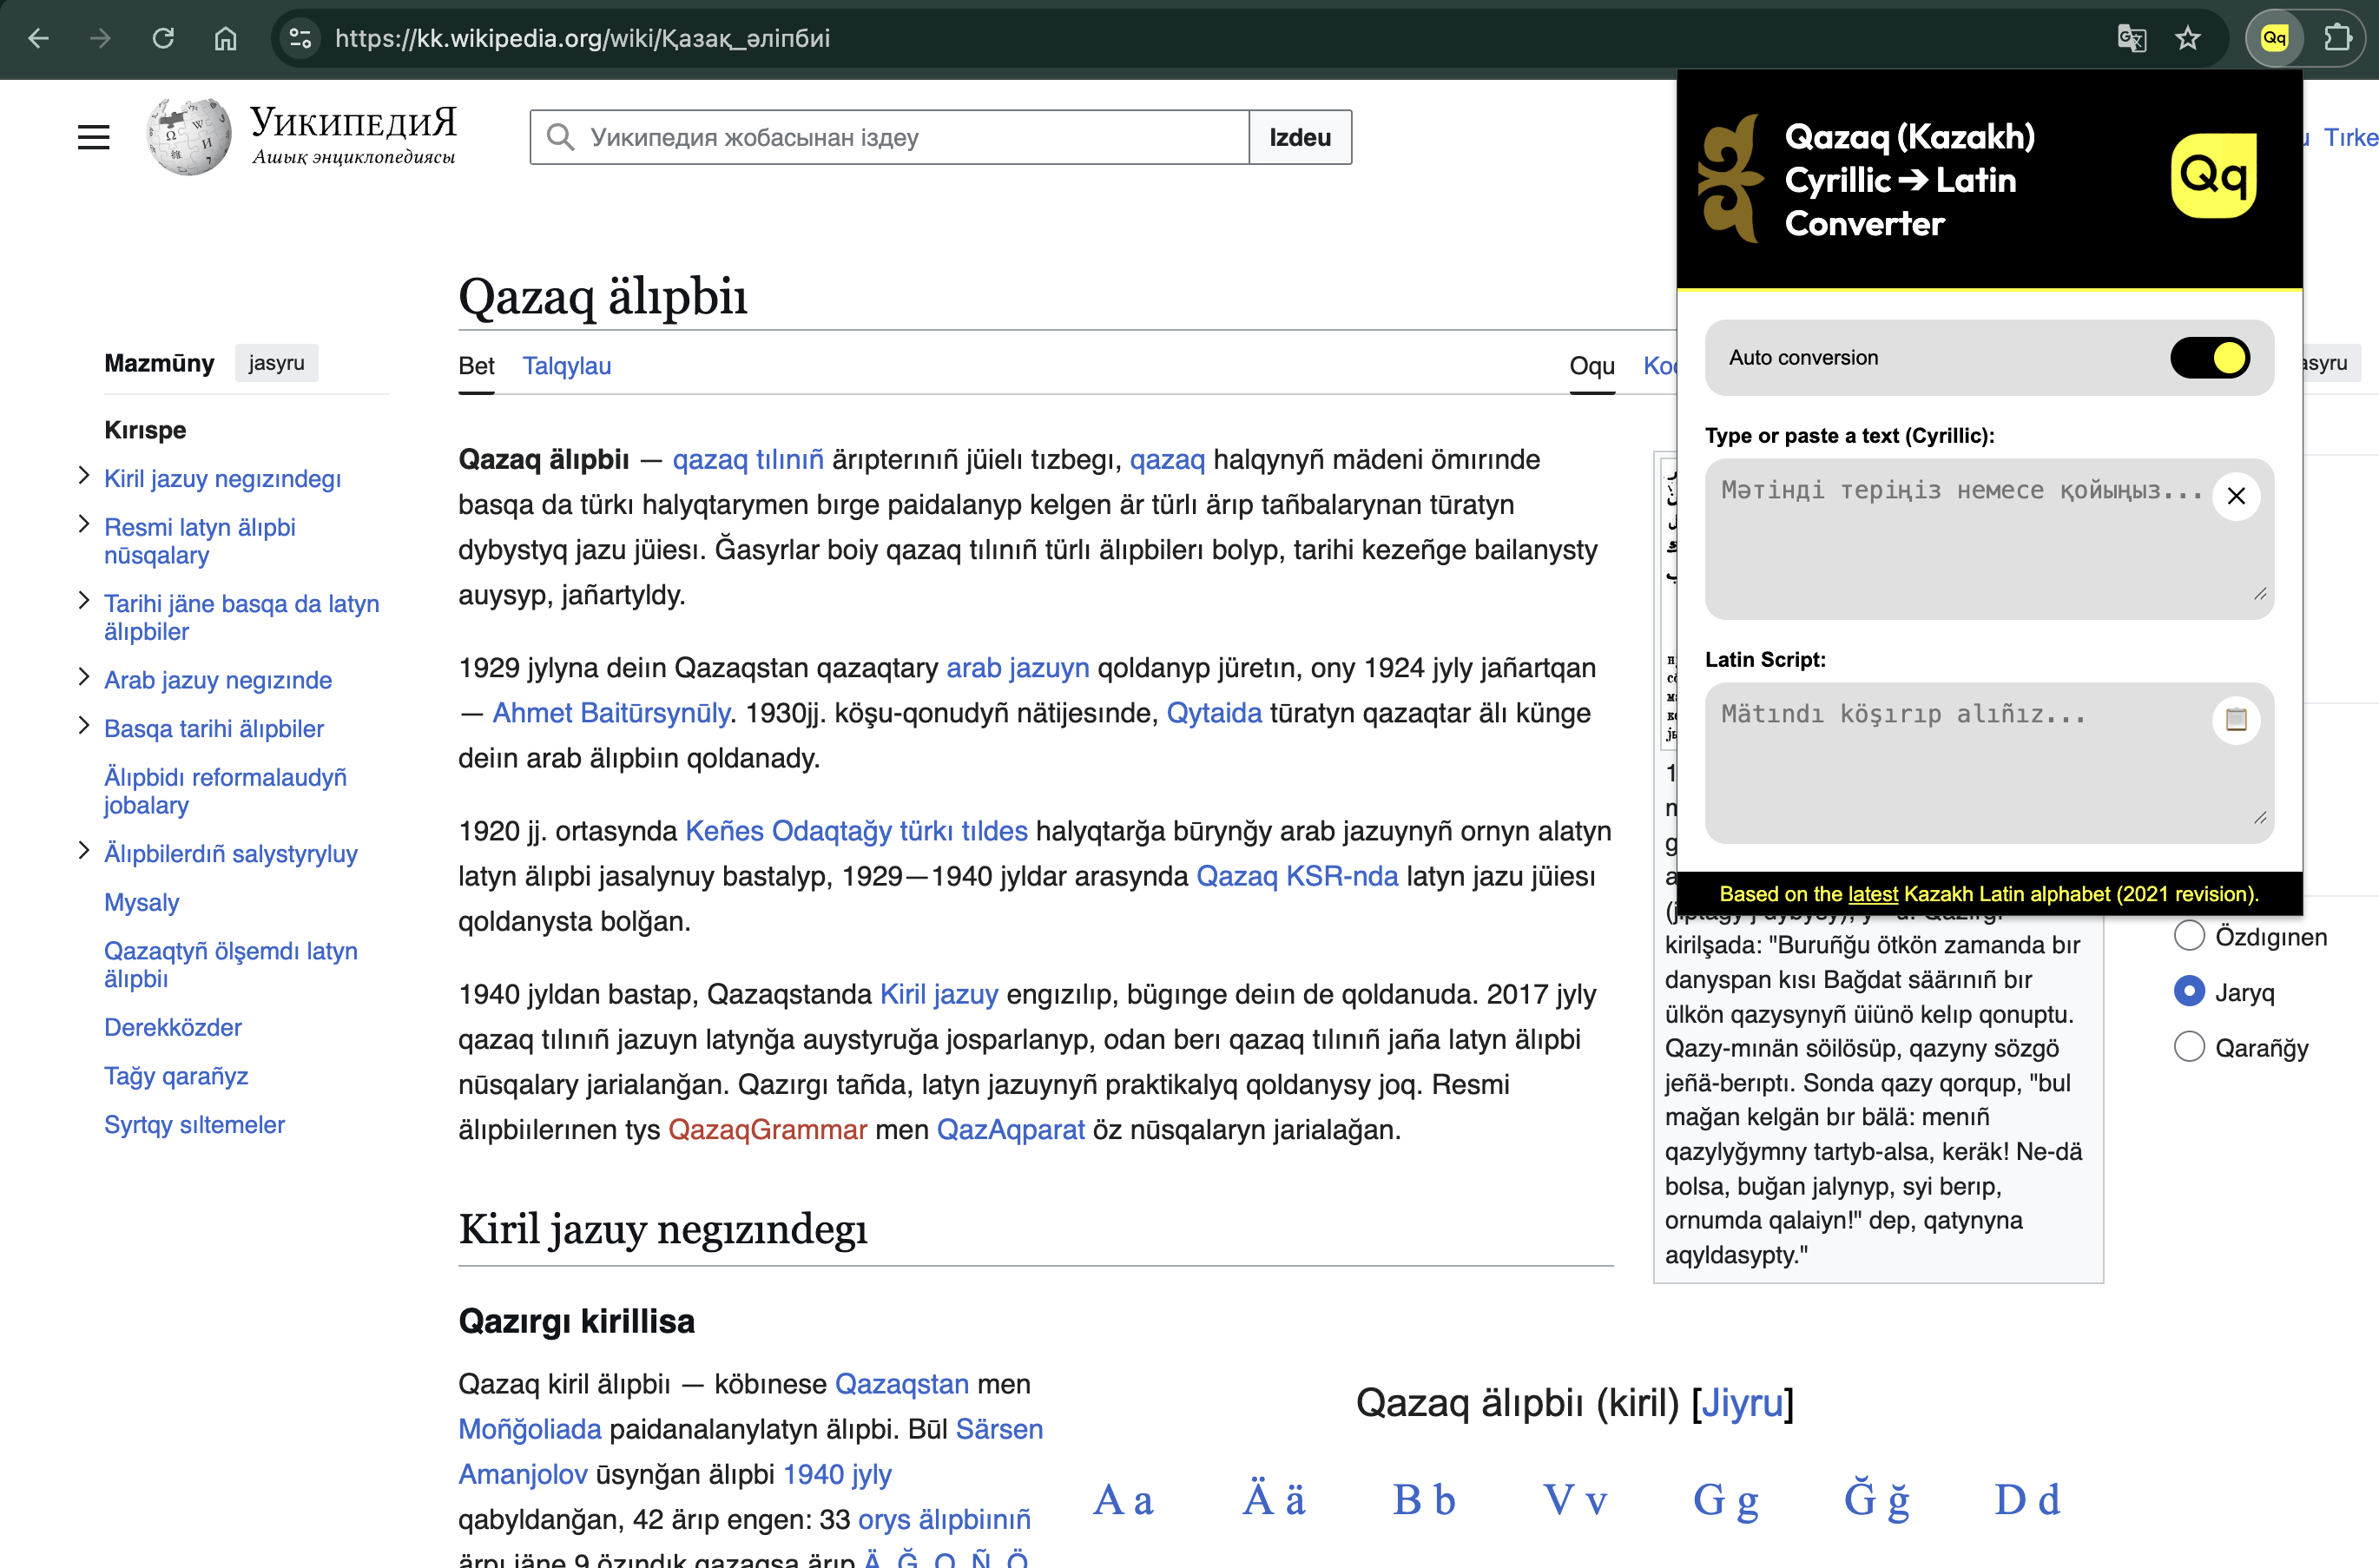 https://kk.wikipedia.org/wiki/Қазақ_әліпбиі
Qq
УикипедиЯ
Ашық энциклопедиясы
Уикипедия жобасынан іздеу
Izdeu
Qazaq (Kazakh)
Cyrillic → Latin
Converter
Qq
Auto conversion
Type or paste a text (Cyrillic):
Мәтінді теріңіз немесе қойыңыз...
Latin Script:
Mätındı köşırıp alıñız...
Based on the latest Kazakh Latin alphabet (2021 revision).
Mazmūny
jasyru
Kırıspe
Kiril jazuy negızındegı
Resmi latyn älıpbi
nūsqalary
Tarihi jäne basqa da latyn
älıpbiler
Arab jazuy negızınde
Basqa tarihi älıpbiler
Älıpbidı reformalaudyñ
jobalary
Älıpbilerdıñ salystyryluy
Mysaly
Qazaqtyñ ölşemdı latyn
älıpbiı
Derekközder
Tağy qarañyz
Syrtqy sıltemeler
Qazaq älıpbiı
Bet
Talqylau
Oqu
Qazaq älıpbiı — qazaq tılınıñ ärıpterınıñ jüielı tızbegı, qazaq halqynyñ mädeni ömırınde
basqa da türkı halyqtarymen bırge paidalanyp kelgen är türlı ärıp tañbalarynan tūratyn
dybystyq jazu jüiesı. Ğasyrlar boiy qazaq tılınıñ türlı älıpbilerı bolyp, tarihi kezeñge bailanysty
auysyp, jañartyldy.
1929 jylyna deiın Qazaqstan qazaqtary arab jazuyn qoldanyp jüretın, ony 1924 jyly jañartqan
— Ahmet Baitūrsynūly. 1930jj. köşu-qonudyñ nätijesınde, Qytaida tūratyn qazaqtar älı künge
deiın arab älıpbiın qoldanady.
1920 jj. ortasynda Keñes Odaqtağy türkı tıldes halyqtarğa būrynğy arab jazuynyñ ornyn alatyn
latyn älıpbi jasalynuy bastalyp, 1929—1940 jyldar arasynda Qazaq KSR-nda latyn jazu jüiesı
qoldanysta bolğan.
1940 jyldan bastap, Qazaqstanda Kiril jazuy engızılıp, bügınge deiın de qoldanuda. 2017 jyly
qazaq tılınıñ jazuyn latynğa auystyruğa josparlanyp, odan berı qazaq tılınıñ jaña latyn älıpbi
nūsqalary jarialanğan. Qazırgı tañda, latyn jazuynyñ praktikalyq qoldanysy joq. Resmi
älıpbiılerınen tys QazaqGrammar men QazAqparat öz nūsqalaryn jarialağan.
kirilşada: "Buruñğu ötkön zamanda bır
danyspan kısı Bağdat säärınıñ bır
ülkön qazysynyñ üiünö kelıp qonuptu.
Qazy-mınän söilösüp, qazyny sözgö
jeñä-berıptı. Sonda qazy qorqup, "bul
mağan kelgän bır bälä: menıñ
qazylyğymny tartyb-alsa, keräk! Ne-dä
bolsa, buğan jalynyp, syi berıp,
ornumda qalaiyn!" dep, qatynyna
aqyldasypty."
Özdıgınen
Jaryq
Qarañğy
Kiril jazuy negızındegı
Qazırgı kirillisa
Qazaq kiril älıpbiı — köbınese Qazaqstan men
Moñğoliada paidanalanylatyn älıpbi. Būl Särsen
Amanjolov ūsynğan älıpbi 1940 jyly
qabyldanğan, 42 ärıp engen: 33 orys älıpbiınıñ
ärpı jäne 9 özındık qazaqsa ärıp Ä, Ğ, Q, Ñ, Ö,
Qazaq älıpbiı (kiril) [Jiyru]
A a Ä ä B b V v G g Ğ ğ D d